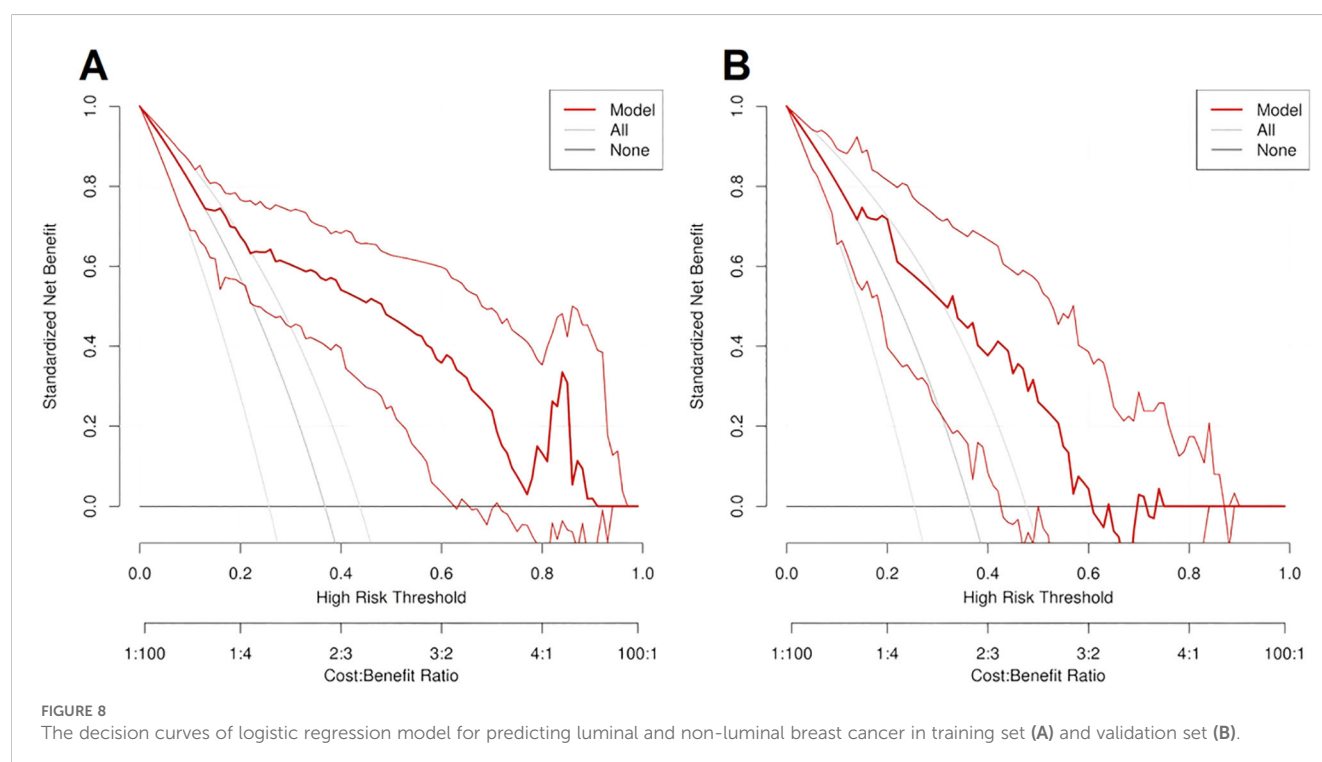 A
Model
All
None
Standardized Net Benefit
1.0
0.8
0.6
0.4
0.2
0.0
0.0 0.2 0.4 0.6 0.8 1.0
High Risk Threshold
1:100 1:4 2:3 3:2 4:1 100:1
Cost:Benefit Ratio
B
Model
All
None
Standardized Net Benefit
1.0
0.8
0.6
0.4
0.2
0.0
0.0 0.2 0.4 0.6 0.8 1.0
High Risk Threshold
1:100 1:4 2:3 3:2 4:1 100:1
Cost:Benefit Ratio
FIGURE 8
The decision curves of logistic regression model for predicting luminal and non-luminal breast cancer in training set (A) and validation set (B).